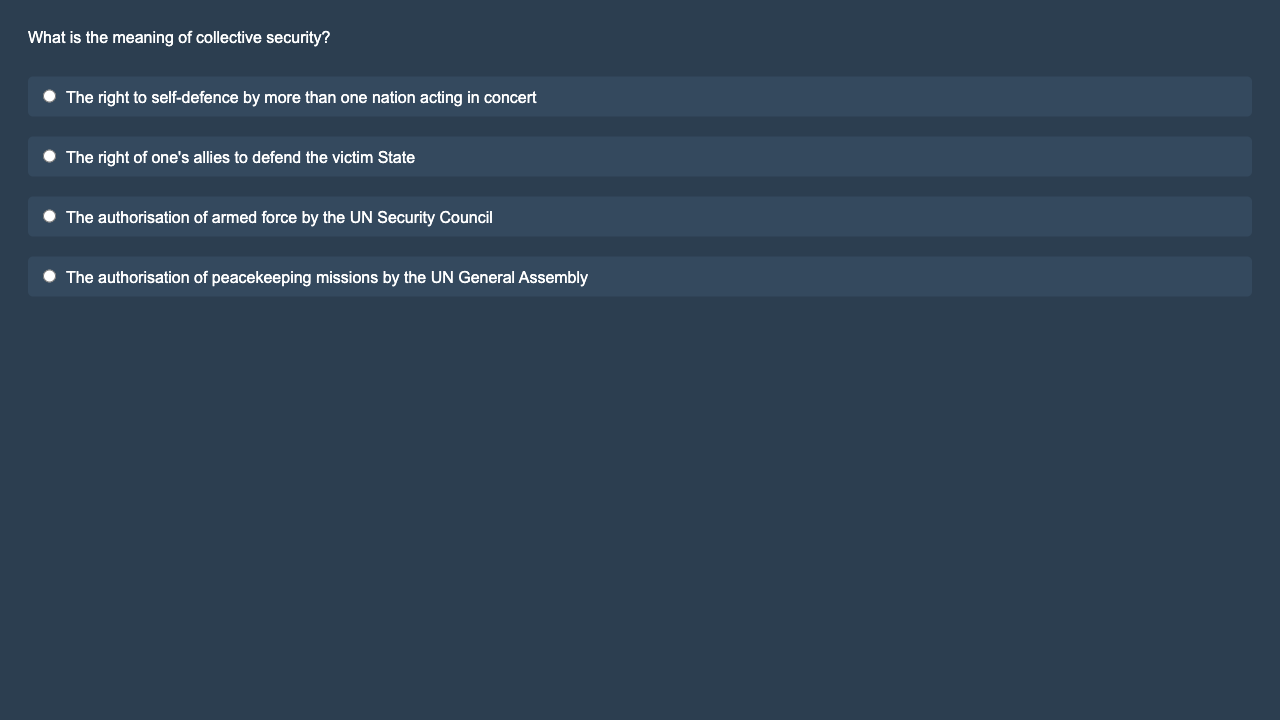 What is the meaning of collective security?
The right to self-defence by more than one nation acting in concert
The right of one's allies to defend the victim State
The authorisation of armed force by the UN Security Council
The authorisation of peacekeeping missions by the UN General Assembly